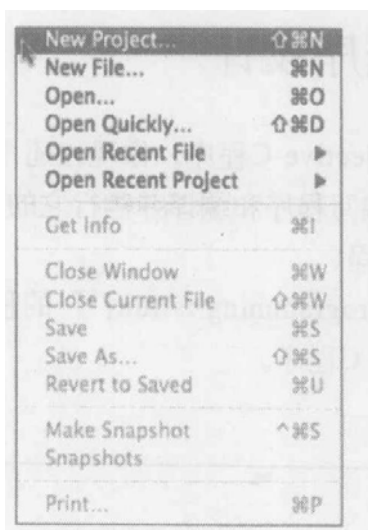 New Project... ⇧⌘N
New File... ⌘N
Open... ⌘O
Open Quickly... ⇧⌘D
Open Recent File ▶
Open Recent Project ▶
Get Info ⌘I
Close Window ⌘W
Close Current File ⇧⌘W
Save ⌘S
Save As... ⇧⌘S
Revert to Saved ⌘U
Make Snapshot ^⌘S
Snapshots
Print... ⌘P